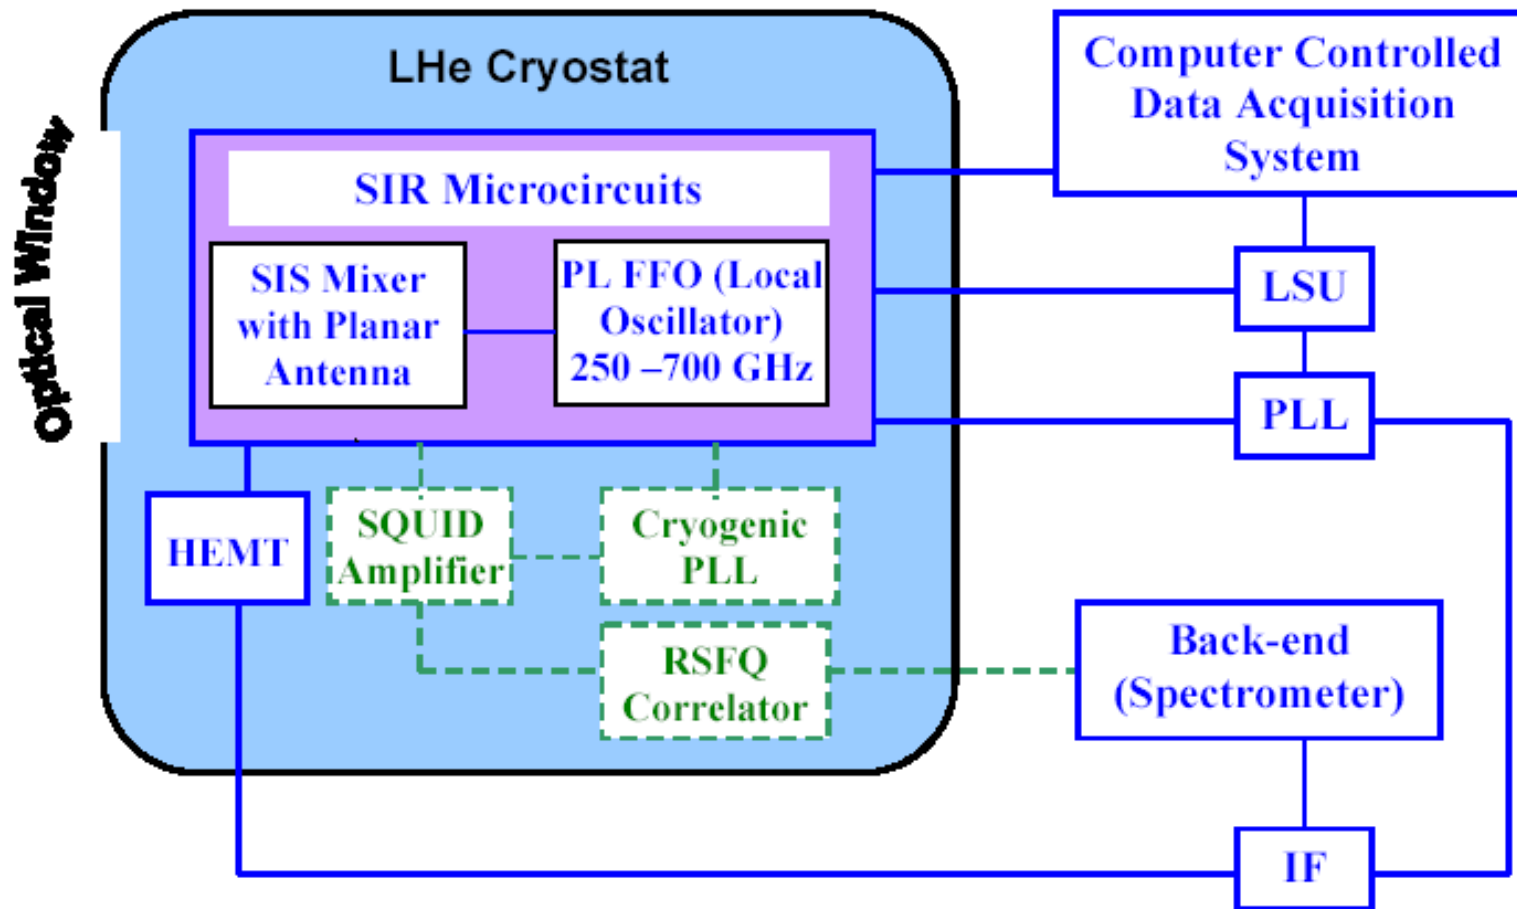 LHe Cryostat
Optical Window
SIR Microcircuits
SIS Mixer
with Planar
Antenna
PL FFO (Local
Oscillator)
250 –700 GHz
Computer Controlled
Data Acquisition
System
LSU
PLL
HEMT
SQUID
Amplifier
Cryogenic
PLL
RSFQ
Correlator
Back-end
(Spectrometer)
IF